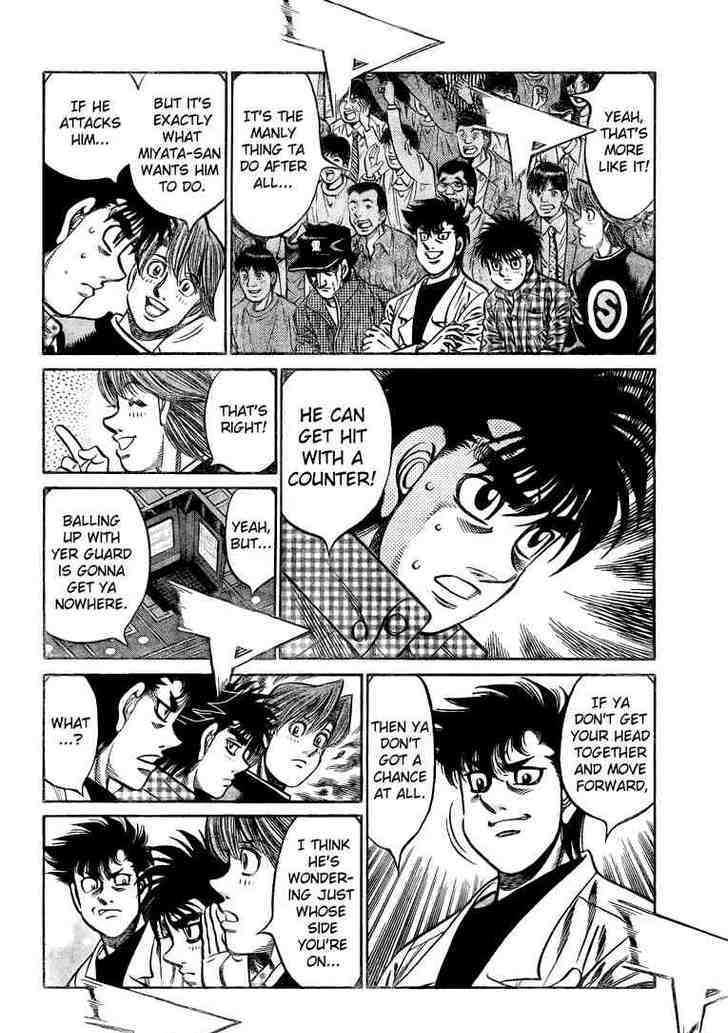 YEAH,
THAT'S
MORE
LIKE IT!
IT'S THE
MANLY
THING TA
DO AFTER
ALL...
S
BUT IT'S
EXACTLY
WHAT
MIYATA-SAN
WANTS HIM
TO DO.
IF HE
ATTACKS
HIM...
HE CAN
GET HIT
WITH A
COUNTER!
THAT'S
RIGHT!
YEAH,
BUT...
BALLING
UP WITH
YER GUARD
IS GONNA
GET YA
NOWHERE.
IF YA
DON'T GET
YOUR HEAD
TOGETHER
AND MOVE
FORWARD,
THEN YA
DON'T
GOT A
CHANCE
AT ALL.
WHAT
...?
I THINK
HE'S
WONDER-
ING JUST
WHOSE
SIDE
YOU'RE
ON...